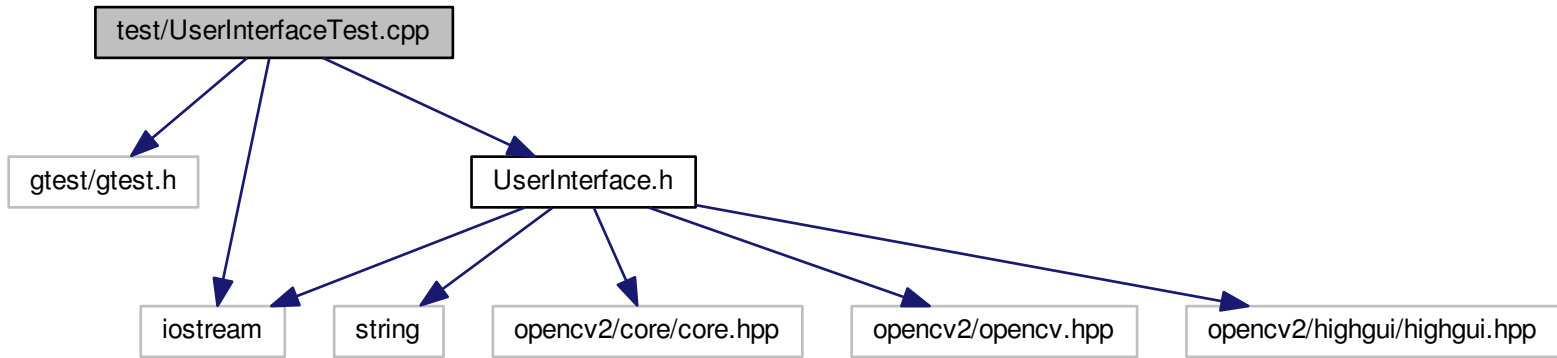 test/UserInterfaceTest.cpp
gtest/gtest.h
UserInterface.h
iostream
string
opencv2/core/core.hpp
opencv2/opencv.hpp
opencv2/highgui/highgui.hpp